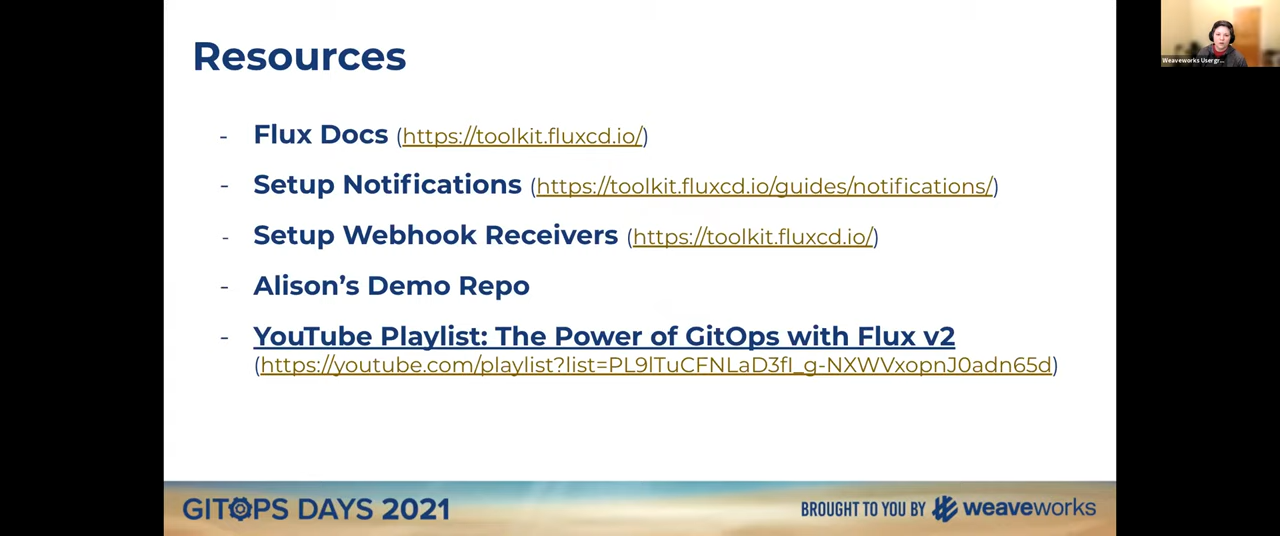 Resources
- Flux Docs (https://toolkit.fluxcd.io/)
- Setup Notifications (https://toolkit.fluxcd.io/guides/notifications/)
- Setup Webhook Receivers (https://toolkit.fluxcd.io/)
- Alison’s Demo Repo
- YouTube Playlist: The Power of GitOps with Flux v2
(https://youtube.com/playlist?list=PL9lTuCFNLaD3fI_g-NXWVxopnJ0adn65d)
GITOPS DAYS 2021
BROUGHT TO YOU BY weaveworks
Weaveworks Usergr...